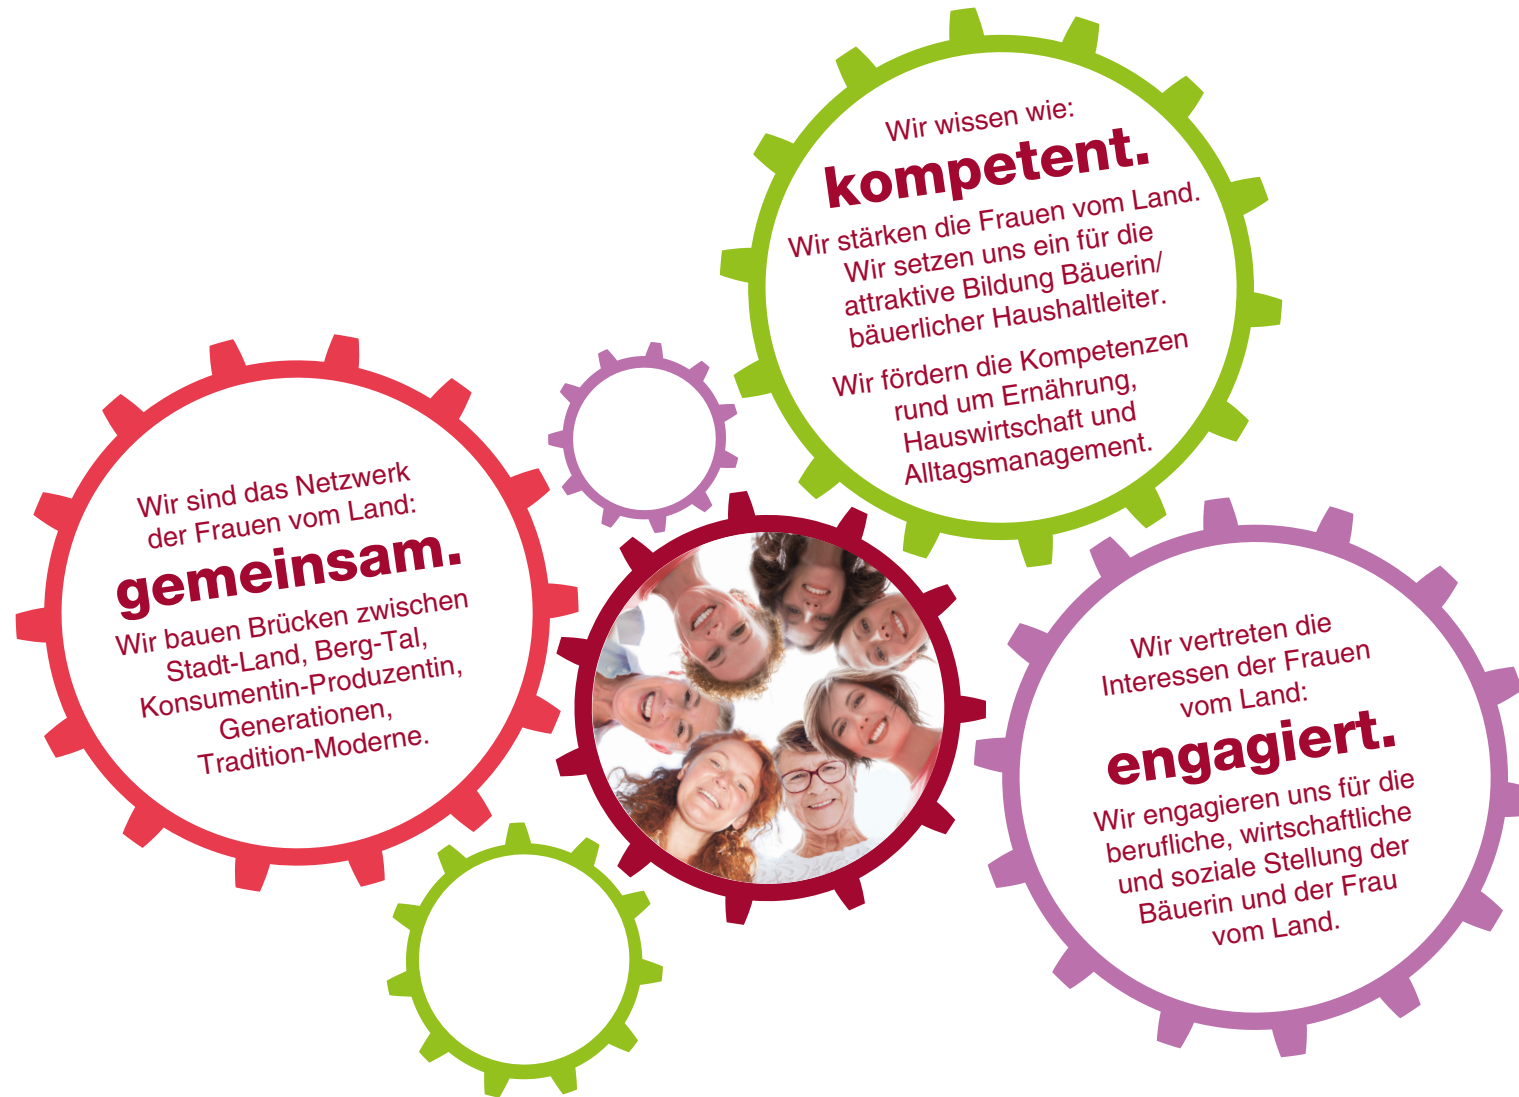 Wir wissen wie:
kompetent.
Wir stärken die Frauen vom Land.
Wir setzen uns ein für die
attraktive Bildung Bäuerin/
bäuerlicher Haushaltleiter.
Wir fördern die Kompetenzen
rund um Ernährung,
Hauswirtschaft und
Alltagsmanagement.
Wir sind das Netzwerk
der Frauen vom Land:
gemeinsam.
Wir bauen Brücken zwischen
Stadt-Land, Berg-Tal,
Konsumentin-Produzentin,
Generationen,
Tradition-Moderne.
Wir vertreten die
Interessen der Frauen
vom Land:
engagiert.
Wir engagieren uns für die
berufliche, wirtschaftliche
und soziale Stellung der
Bäuerin und der Frau
vom Land.